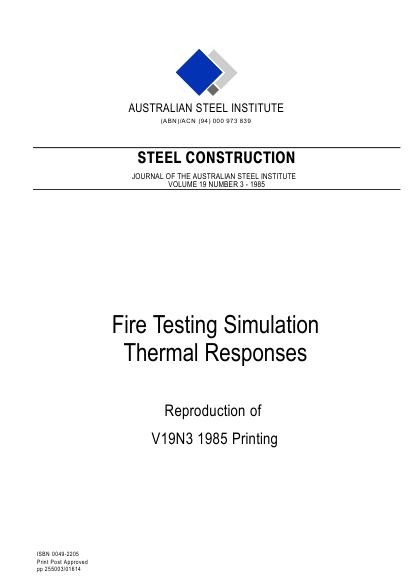 AUSTRALIAN STEEL INSTITUTE
(ABN)/ACN (94) 000 973 839
STEEL CONSTRUCTION
JOURNAL OF THE AUSTRALIAN STEEL INSTITUTE
VOLUME 19 NUMBER 3 - 1985
Fire Testing Simulation
Thermal Responses
Reproduction of
V19N3 1985 Printing
ISBN 0049-2205
Print Post Approved
pp 255003/01614